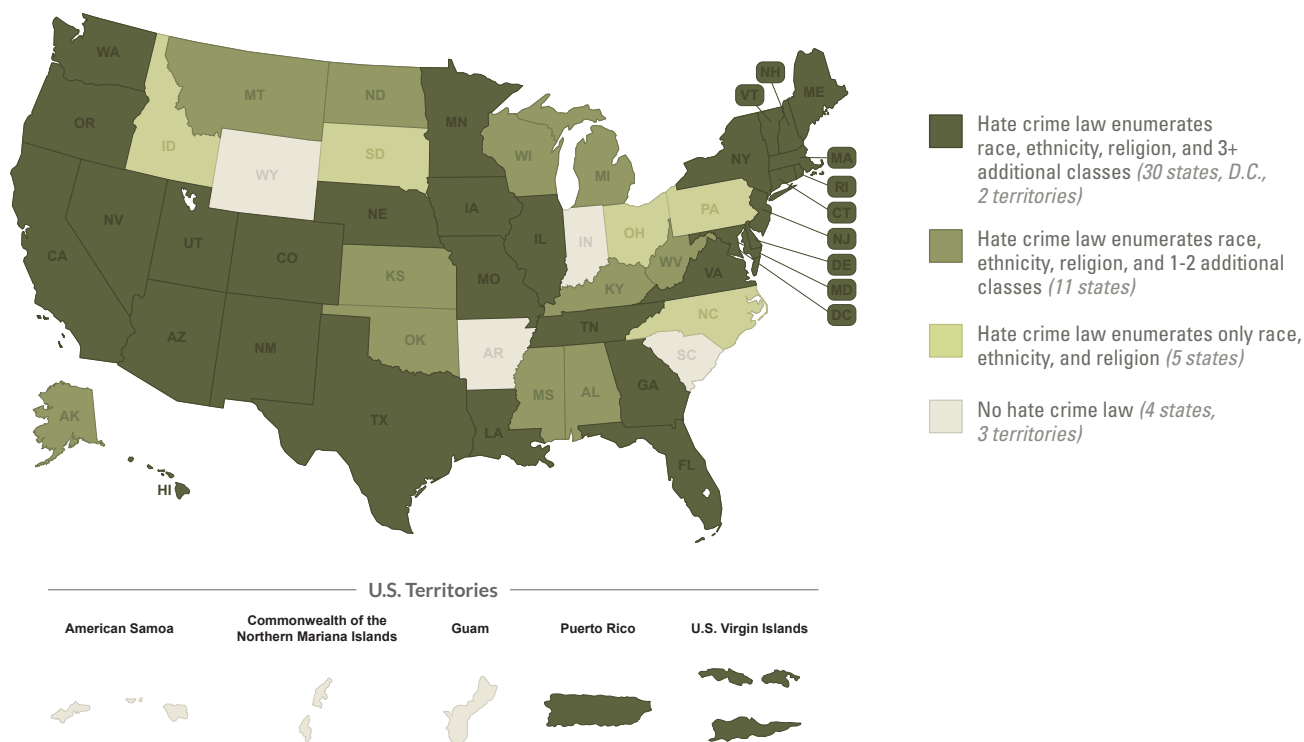 WA
OR
CA
NV
ID
MT
WY
UT
AZ
CO
NM
ND
SD
NE
KS
OK
TX
MN
IA
MO
AR
LA
WI
IL
MI
IN
OH
KY
TN
MS
AL
GA
FL
SC
NC
VA
WV
PA
NY
VT
NH
ME
MA
RI
CT
NJ
DE
MD
DC
AK
HI
Hate crime law enumerates
race, ethnicity, religion, and 3+
additional classes (30 states, D.C.,
2 territories)
Hate crime law enumerates race,
ethnicity, religion, and 1-2 additional
classes (11 states)
Hate crime law enumerates only race,
ethnicity, and religion (5 states)
No hate crime law (4 states,
3 territories)
U.S. Territories
American Samoa
Commonwealth of the
Northern Mariana Islands
Guam
Puerto Rico
U.S. Virgin Islands